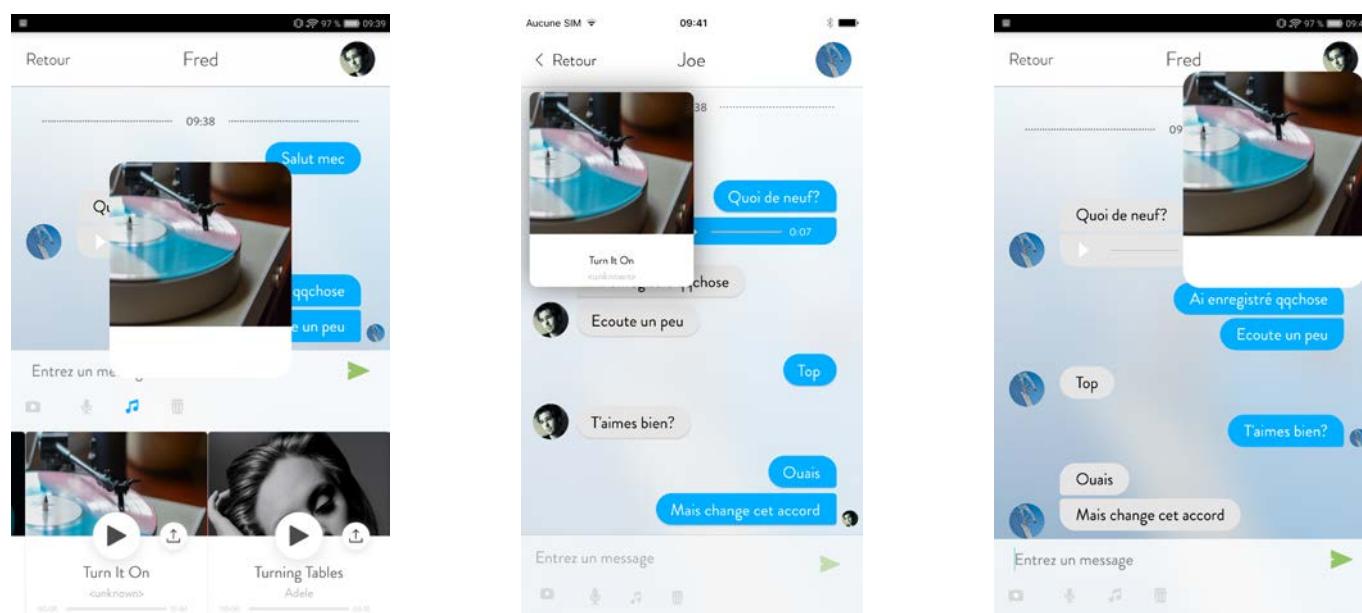 97 % 09:39
Retour Fred
09:38
Salut mec
qqchose
e un peu
Entrez un me
Turn It On
<unknown>
Turning Tables
Adele
Aucune SIM 09:41
< Retour Joe
38
Quoi de neuf?
0:07
Turn It On
<unknown>
chose
Ecoute un peu
Top
T'aimes bien?
Ouais
Mais change cet accord
Entrez un message
97 % 09:4
Retour Fred
09
Quoi de neuf?
Ai enregistré qqchose
Ecoute un peu
Top
T'aimes bien?
Ouais
Mais change cet accord
Entrez un message